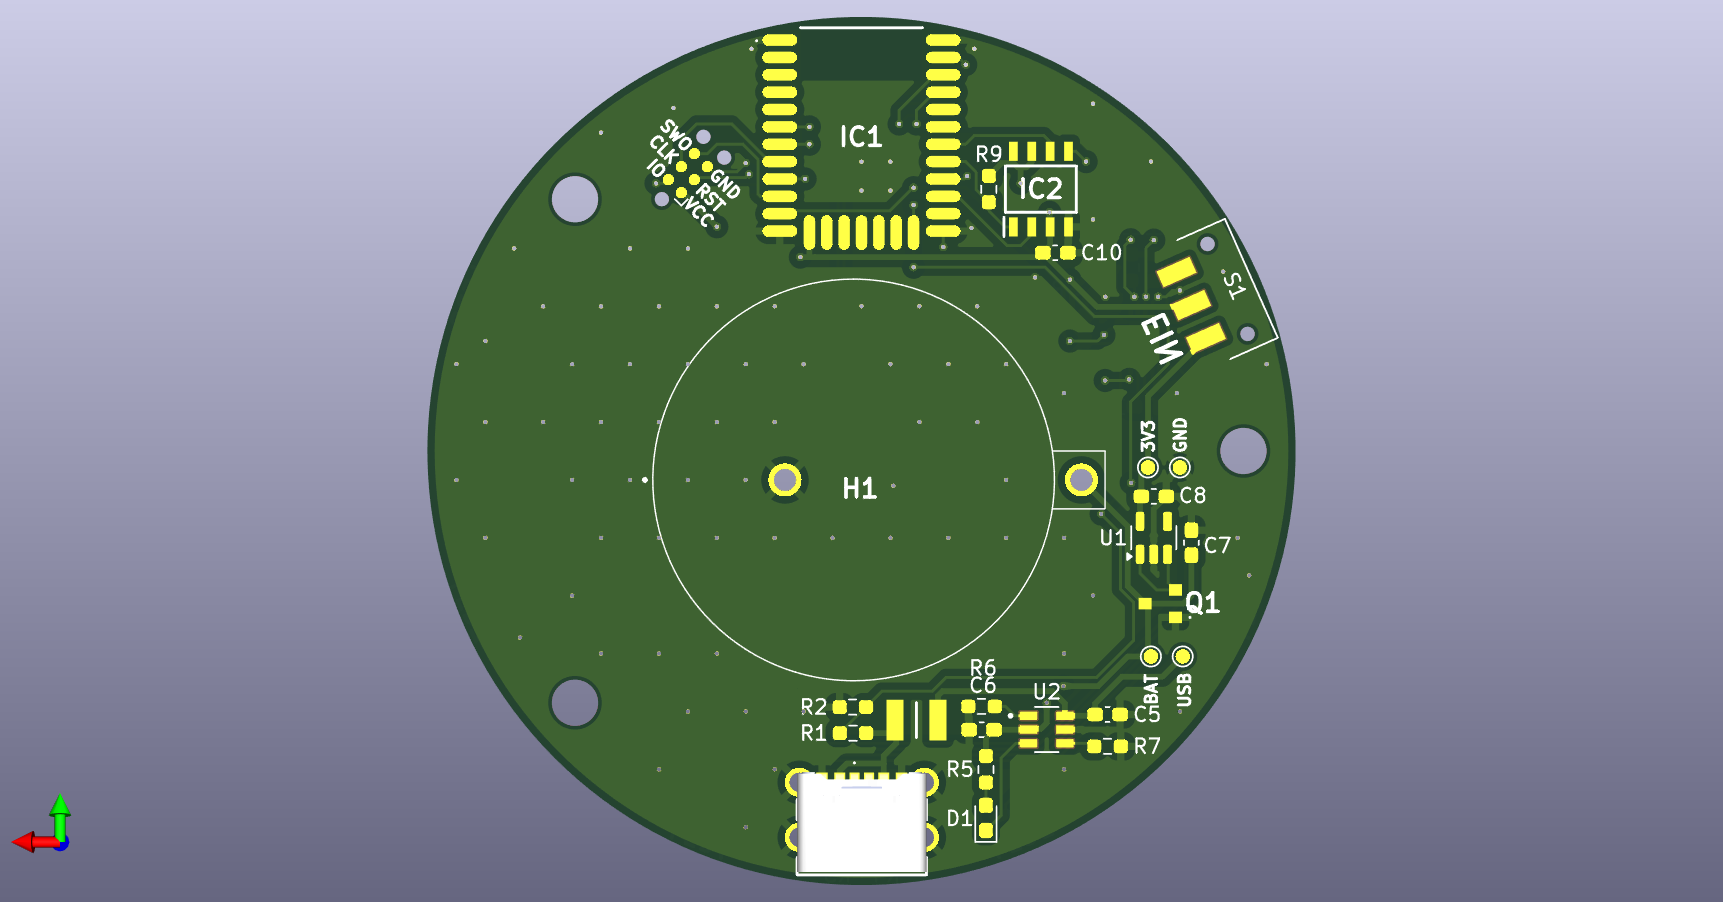 IC1
SWO
CLK
IO
GND
RST
VCC
R9
IC2
C10
S1
EIN
3V3
GND
H1
C8
U1
C7
Q1
R6
C6
U2
BAT
USB
R2
R1
C5
R7
R5
D1